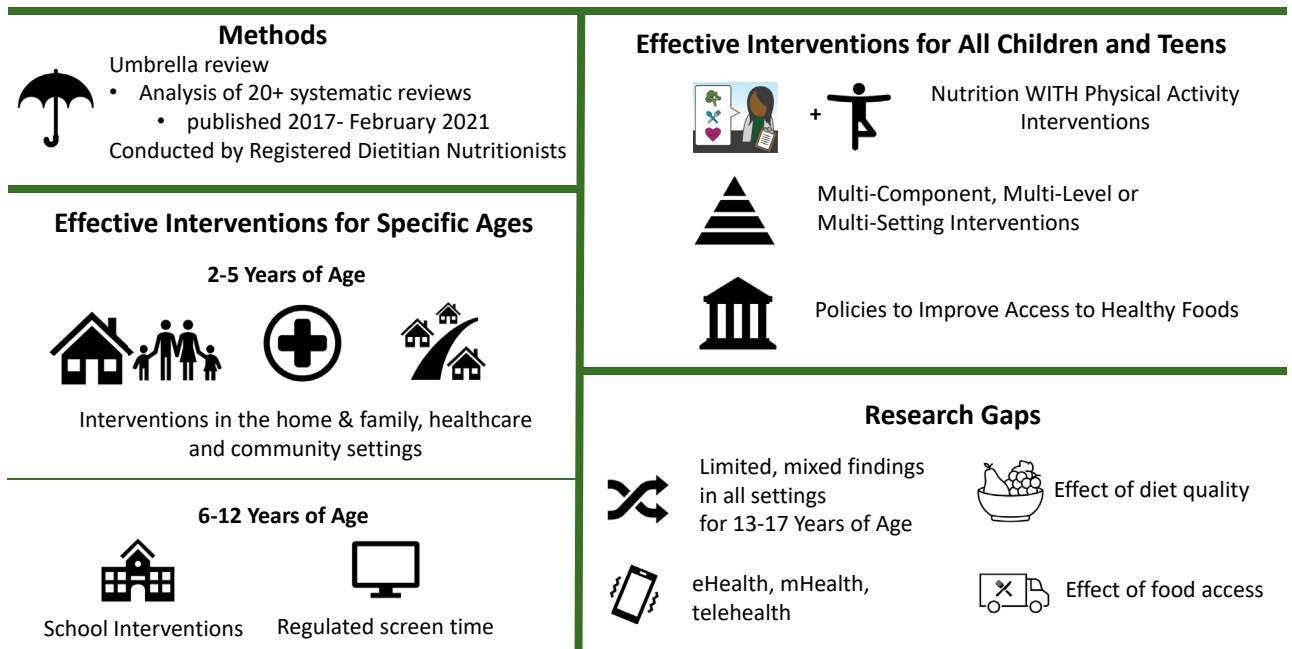 Methods
Umbrella review
• Analysis of 20+ systematic reviews
• published 2017- February 2021
Conducted by Registered Dietitian Nutritionists
Effective Interventions for Specific Ages
2-5 Years of Age
Interventions in the home & family, healthcare
and community settings
6-12 Years of Age
School Interventions
Regulated screen time
Effective Interventions for All Children and Teens
+
Nutrition WITH Physical Activity
Interventions
Multi-Component, Multi-Level or
Multi-Setting Interventions
Policies to Improve Access to Healthy Foods
Research Gaps
Limited, mixed findings
in all settings
for 13-17 Years of Age
Effect of diet quality
eHealth, mHealth,
telehealth
Effect of food access